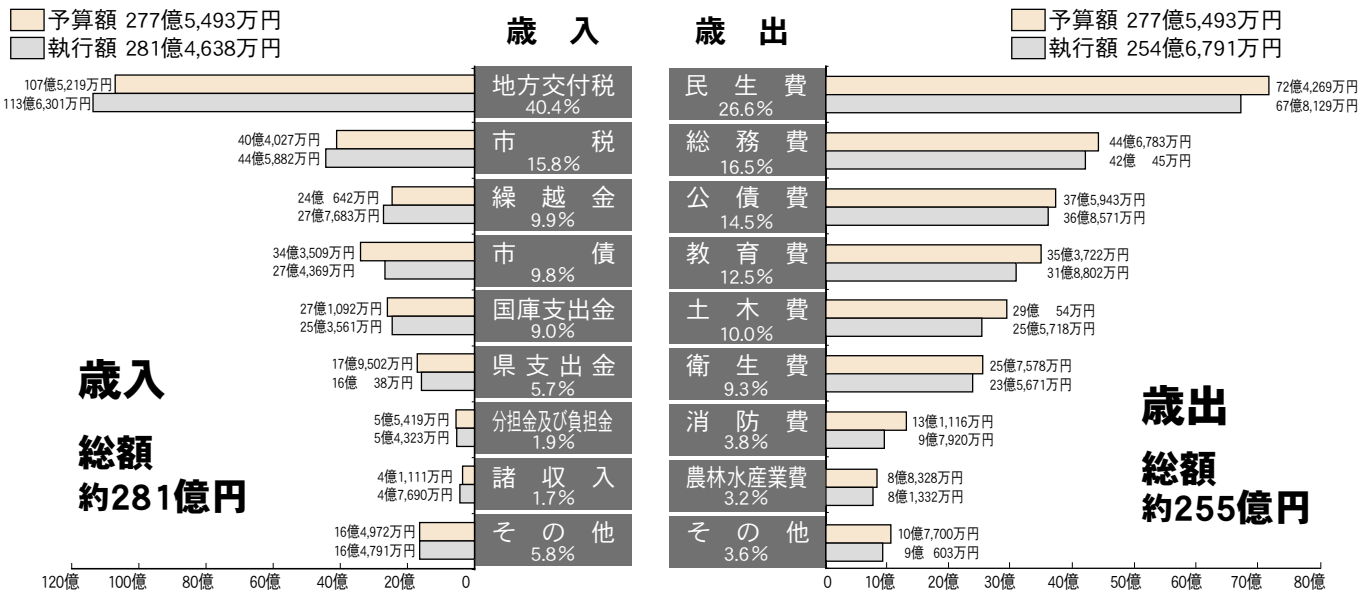 予算額 277億5,493万円
執行額 281億4,638万円
歳 入
107億5,219万円
113億6,301万円
地方交付税
40.4%
40億4,027万円
44億5,882万円
市 税
15.8%
24億 642万円
27億7,683万円
繰越金
9.9%
34億3,509万円
27億4,369万円
市 債
9.8%
27億1,092万円
25億3,561万円
国庫支出金
9.0%
17億9,502万円
16億 38万円
県支出金
5.7%
5億5,419万円
5億4,323万円
分担金及び負担金
1.9%
4億1,111万円
4億7,690万円
諸収入
1.7%
16億4,972万円
16億4,791万円
その他
5.8%
120億 100億 80億 60億 40億 20億 0
歳入
総額
約281億円
歳 出
予算額 277億5,493万円
執行額 254億6,791万円
民生費
26.6%
72億4,269万円
67億8,129万円
総務費
16.5%
44億6,783万円
42億 45万円
公債費
14.5%
37億5,943万円
36億8,571万円
教育費
12.5%
35億3,722万円
31億8,802万円
土木費
10.0%
29億 54万円
25億5,718万円
衛生費
9.3%
25億7,578万円
23億5,671万円
消防費
3.8%
13億1,116万円
9億7,920万円
農林水産業費
3.2%
8億8,328万円
8億1,332万円
その他
3.6%
10億7,700万円
9億 603万円
0 10億 20億 30億 40億 50億 60億 70億 80億
歳出
総額
約255億円